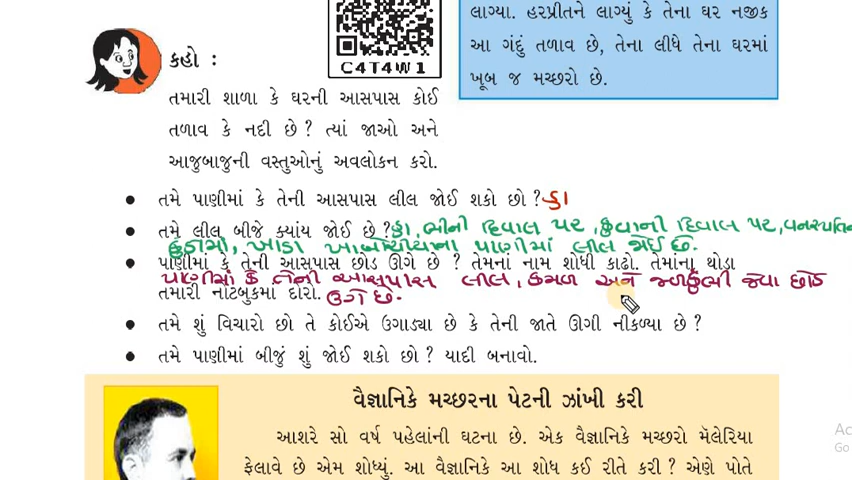 લાગ્યા. હરપ્રીતને લાગ્યું કે તેના ઘર નજીક
આ ગંદું તળાવ છે, તેના લીધે તેના ઘરમાં
ખૂબ જ મચ્છરો છે.
C4T4W1
કહો :
તમારી શાળા કે ઘરની આસપાસ કોઈ
તળાવ કે નદી છે ? ત્યાં જાઓ અને
આજુબાજુની વસ્તુઓનું અવલોકન કરો.
• તમે પાણીમાં કે તેની આસપાસ લીલ જોઈ શકો છો ? હા
• તમે લીલ બીજે ક્યાંય જોઈ છે ? હા, ભીની દિવાલ પર, કુવાની દિવાલ પર, વનસ્પતિના
કુંડામાં, ખાડા ખાબોચીયાના પાણીમાં લીલ જોઈ છે.
• પાણીમાં કે તેની આસપાસ છોડ ઊગે છે ? તેમનાં નામ શોધી કાઢો. તેમાંના થોડા
પાણીમાં કે તેની આસપાસ લીલ, કમળ અને જળકુંભી જેવા છોડ
તમારી નોટબુકમાં દોરો. ઉગે છે.
• તમે શું વિચારો છો તે કોઈએ ઉગાડ્યા છે કે તેની જાતે ઊગી નીકળ્યા છે ?
• તમે પાણીમાં બીજું શું જોઈ શકો છો ? યાદી બનાવો.
વૈજ્ઞાનિકે મચ્છરના પેટની ઝાંખી કરી
આશરે સો વર્ષ પહેલાંની ઘટના છે. એક વૈજ્ઞાનિકે મચ્છરો મૅલેરિયા
ફેલાવે છે એમ શોધ્યું. આ વૈજ્ઞાનિકે આ શોધ કઈ રીતે કરી ? એણે પોતે